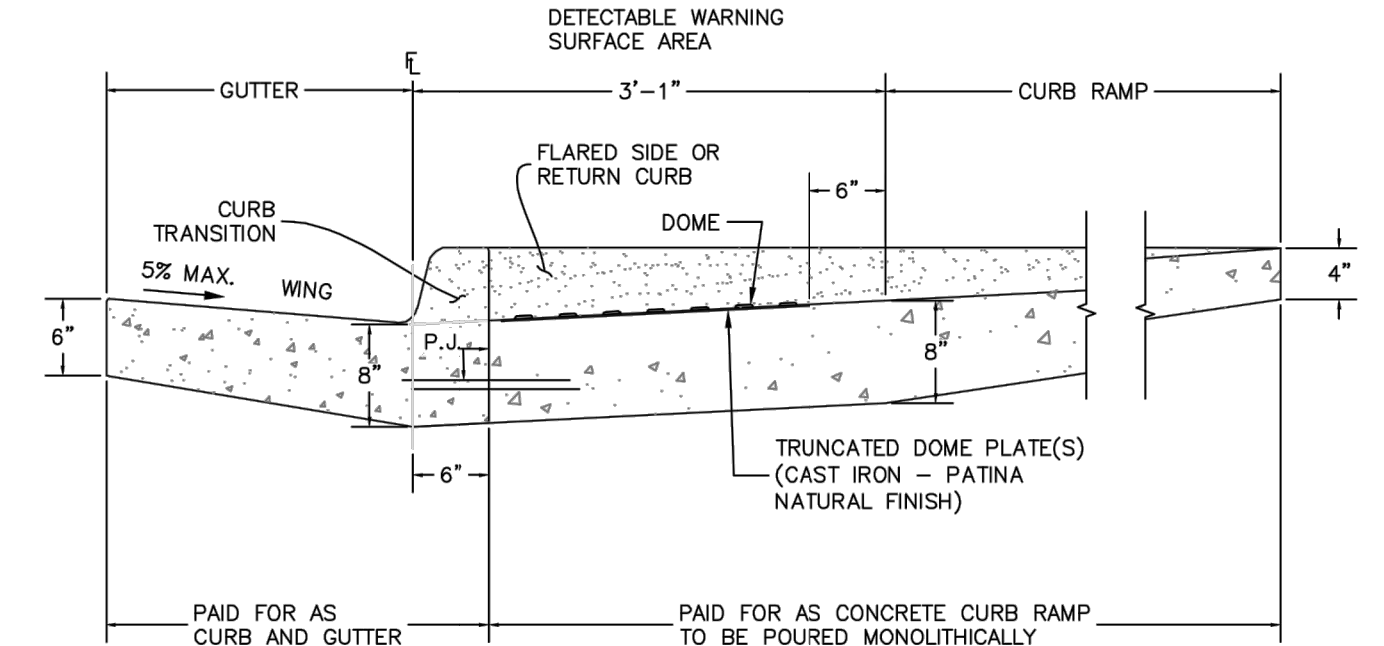 DETECTABLE WARNING
SURFACE AREA
FL
GUTTER
3'-1"
CURB RAMP
FLARED SIDE OR
RETURN CURB
6"
CURB
TRANSITION
DOME
5% MAX.
WING
4"
6"
P.J.
8"
8"
TRUNCATED DOME PLATE(S)
(CAST IRON – PATINA
NATURAL FINISH)
6"
PAID FOR AS
CURB AND GUTTER
PAID FOR AS CONCRETE CURB RAMP
TO BE POURED MONOLITHICALLY